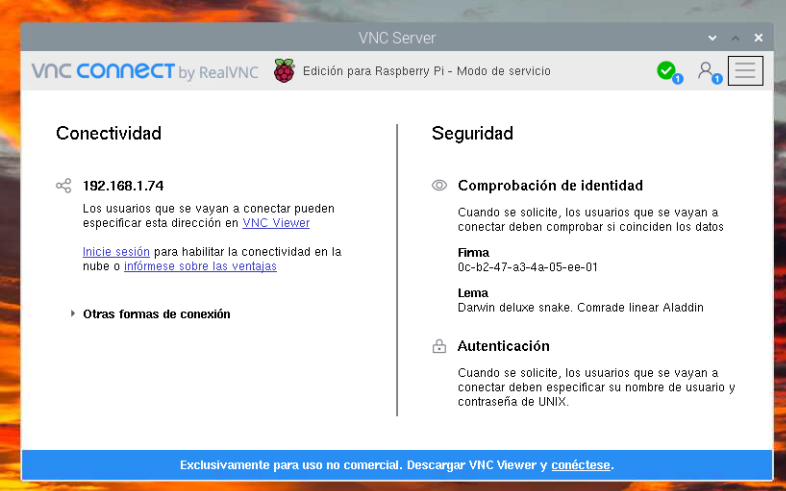 VNC Server
vnc connect by RealVNC Edición para Raspberry Pi - Modo de servicio 1 1
Conectividad
192.168.1.74
Los usuarios que se vayan a conectar pueden
especificar esta dirección en VNC Viewer
Inicie sesión para habilitar la conectividad en la
nube o infórmese sobre las ventajas
Otras formas de conexión
Seguridad
Comprobación de identidad
Cuando se solicite, los usuarios que se vayan a
conectar deben comprobar si coinciden los datos
Firma
0c-b2-47-a3-4a-05-ee-01
Lema
Darwin deluxe snake. Comrade linear Aladdin
Autenticación
Cuando se solicite, los usuarios que se vayan a
conectar deben especificar su nombre de usuario y
contraseña de UNIX.
Exclusivamente para uso no comercial. Descargar VNC Viewer y conéctese.